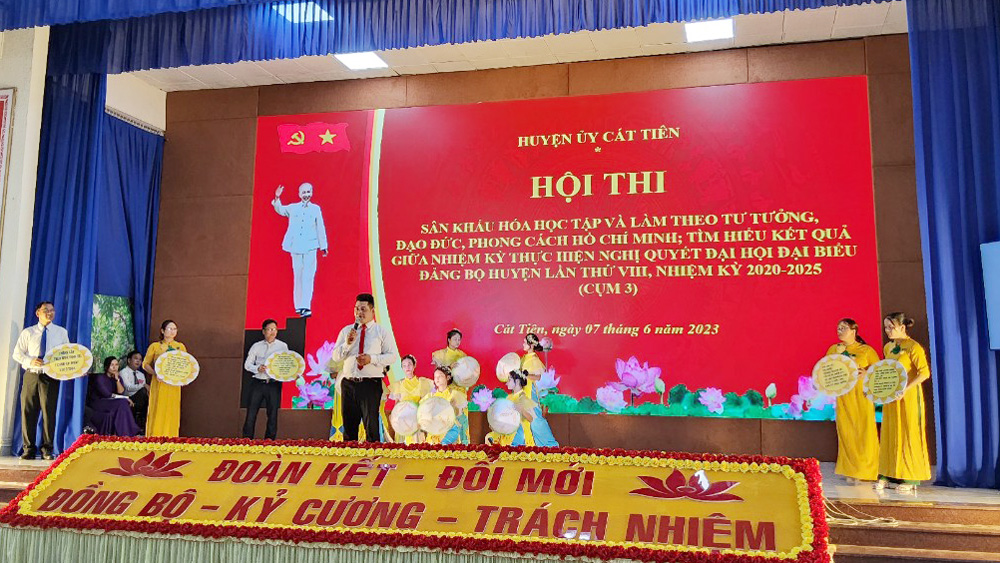 HUYỆN ỦY CÁT TIÊN
*
HỘI THI
SÂN KHẤU HÓA HỌC TẬP VÀ LÀM THEO TƯ TƯỞNG,
ĐẠO ĐỨC, PHONG CÁCH HỒ CHÍ MINH; TÌM HIỂU KẾT QUẢ
GIỮA NHIỆM KỲ THỰC HIỆN NGHỊ QUYẾT ĐẠI HỘI ĐẠI BIỂU
ĐẢNG BỘ HUYỆN LẦN THỨ VIII, NHIỆM KỲ 2020-2025
(CỤM 3)
Cát Tiên, ngày 07 tháng 6 năm 2023
ĐOÀN KẾT - ĐỔI MỚI
ĐỒNG BỘ - KỶ CƯƠNG - TRÁCH NHIỆM